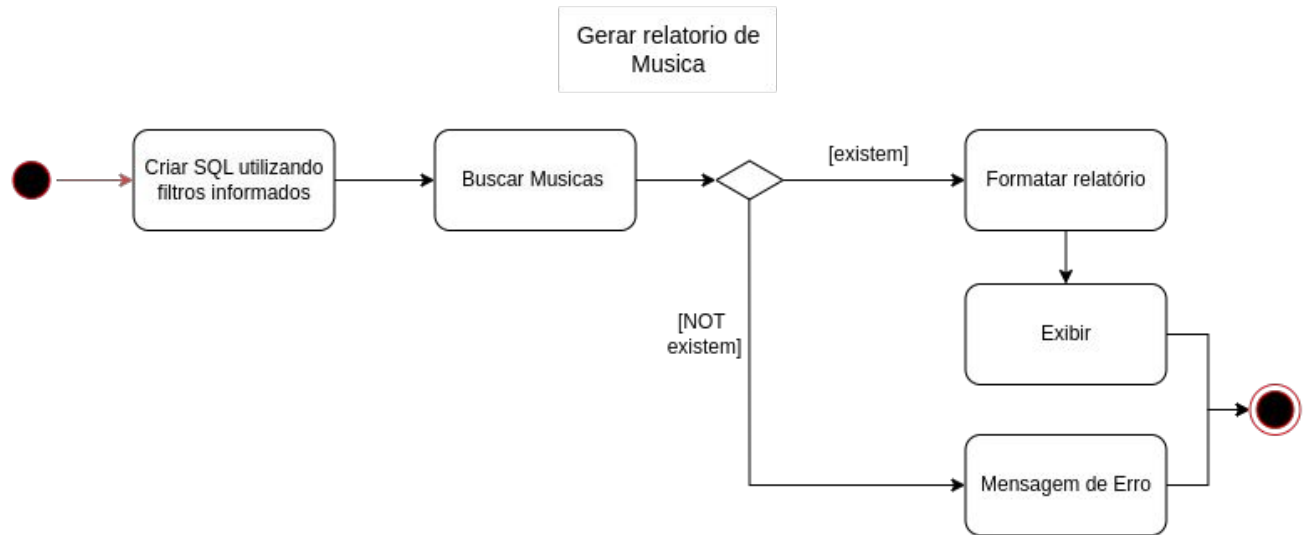 Gerar relatorio de
Musica
Criar SQL utilizando
filtros informados
Buscar Musicas
[existem]
Formatar relatório
[NOT
existem]
Exibir
Mensagem de Erro